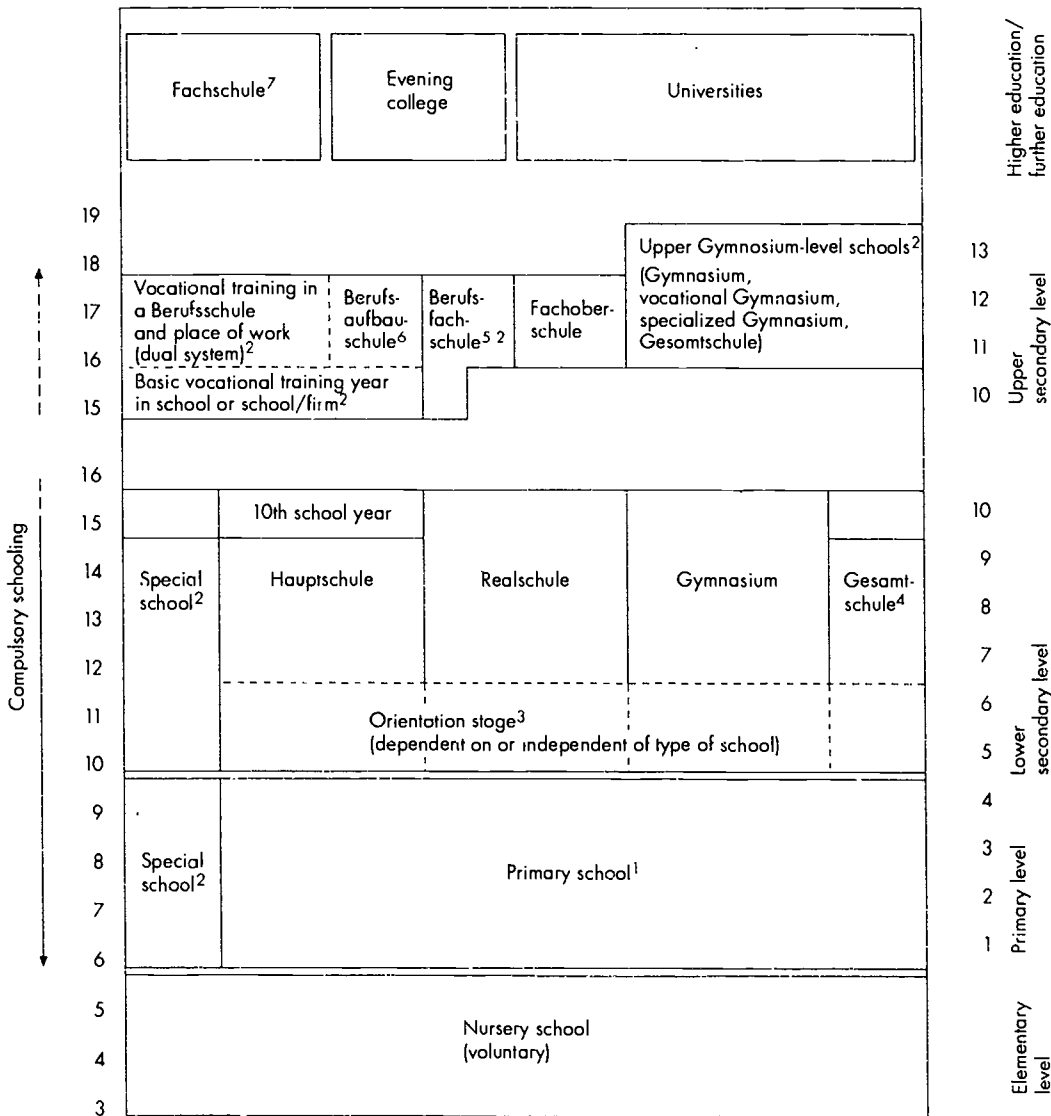 Fachschule7
Evening
college
Universities
Higher education/
further education
19
18
17
16
15
Vocational training in
a Berufsschule
and place of work
(dual system)2
Berufs-
aufbau-
schule6
Berufs-
fach-
schule5 2
Fachober-
schule
Upper Gymnosium-level schools2
(Gymnasium,
vocational Gymnasium,
specialized Gymnasium,
Gesomtschule)
Basic vocational training year
in school or school/firm2
13
12
11
10
Upper
secondary level
Compulsory schooling
16
15
14
13
12
11
10
10th school year
Special
school2
Hauptschule
Realschule
Gymnasium
Gesamt-
schule4
Orientation stage3
(dependent on or independent of type of school)
10
9
8
7
6
5
Lower
secondary level
9
8
7
6
Special
school2
Primary school1
4
3
2
1
Primary level
5
4
3
Nursery school
(voluntary)
Elementary
level